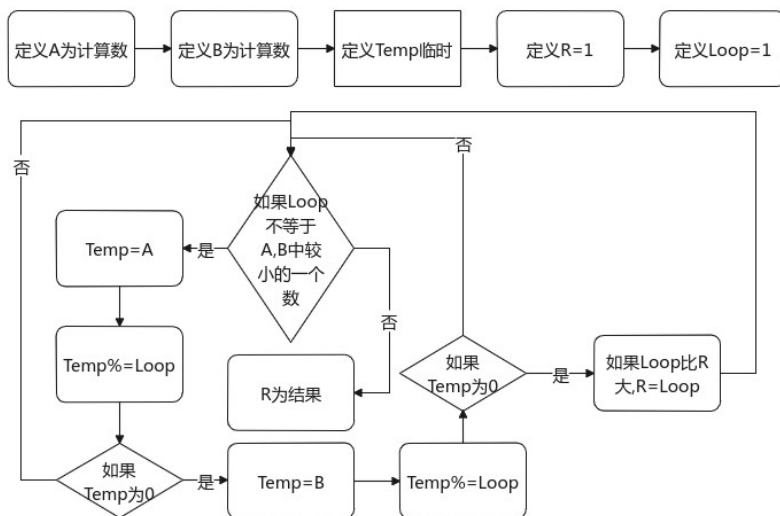 定义A为计算数
定义B为计算数
定义Temp临时
定义R=1
定义Loop=1
否
否
如果Loop
不等于
A,B中较
小的一个
数
是
Temp=A
否
Temp%=Loop
R为结果
如果
Temp为0
是
如果Loop比R
大,R=Loop
如果
Temp为0
是
Temp=B
Temp%=Loop